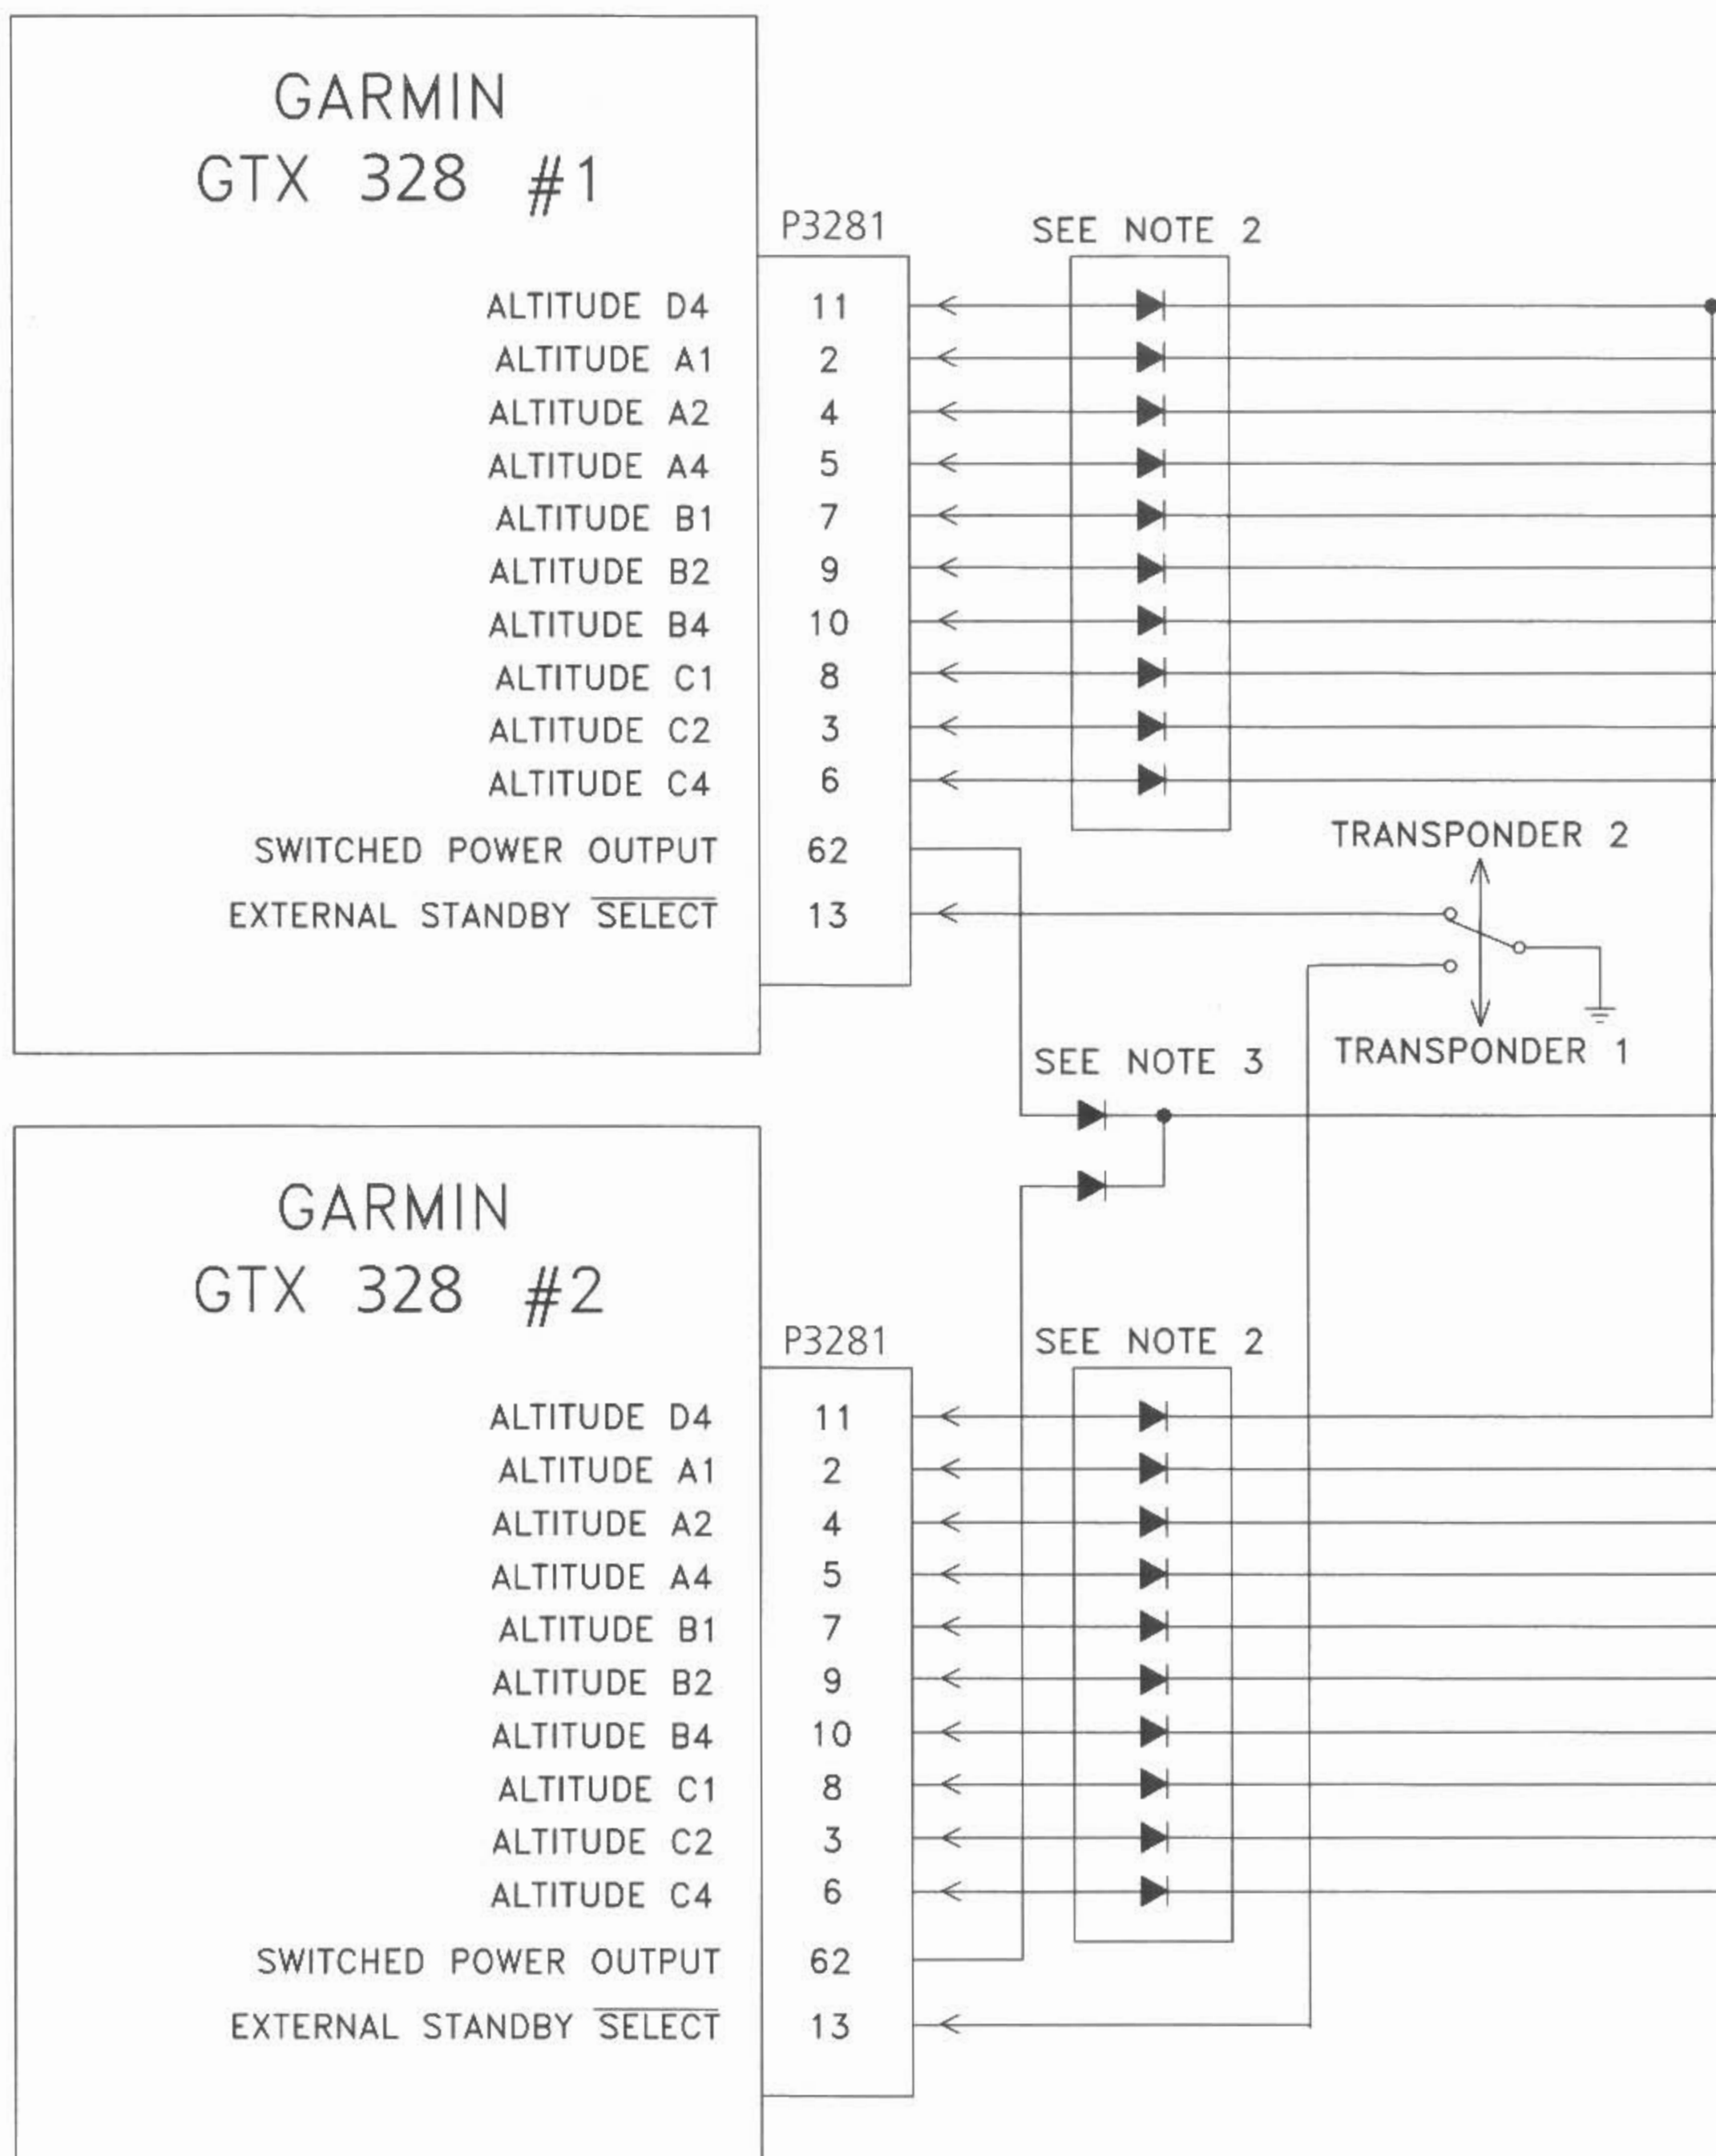 GARMIN
GTX 328 #1
P3281
SEE NOTE 2
ALTITUDE D4 11
ALTITUDE A1 2
ALTITUDE A2 4
ALTITUDE A4 5
ALTITUDE B1 7
ALTITUDE B2 9
ALTITUDE B4 10
ALTITUDE C1 8
ALTITUDE C2 3
ALTITUDE C4 6
SWITCHED POWER OUTPUT 62
EXTERNAL STANDBY SELECT 13
TRANSPONDER 2
TRANSPONDER 1
SEE NOTE 3
GARMIN
GTX 328 #2
P3281
SEE NOTE 2
ALTITUDE D4 11
ALTITUDE A1 2
ALTITUDE A2 4
ALTITUDE A4 5
ALTITUDE B1 7
ALTITUDE B2 9
ALTITUDE B4 10
ALTITUDE C1 8
ALTITUDE C2 3
ALTITUDE C4 6
SWITCHED POWER OUTPUT 62
EXTERNAL STANDBY SELECT 13